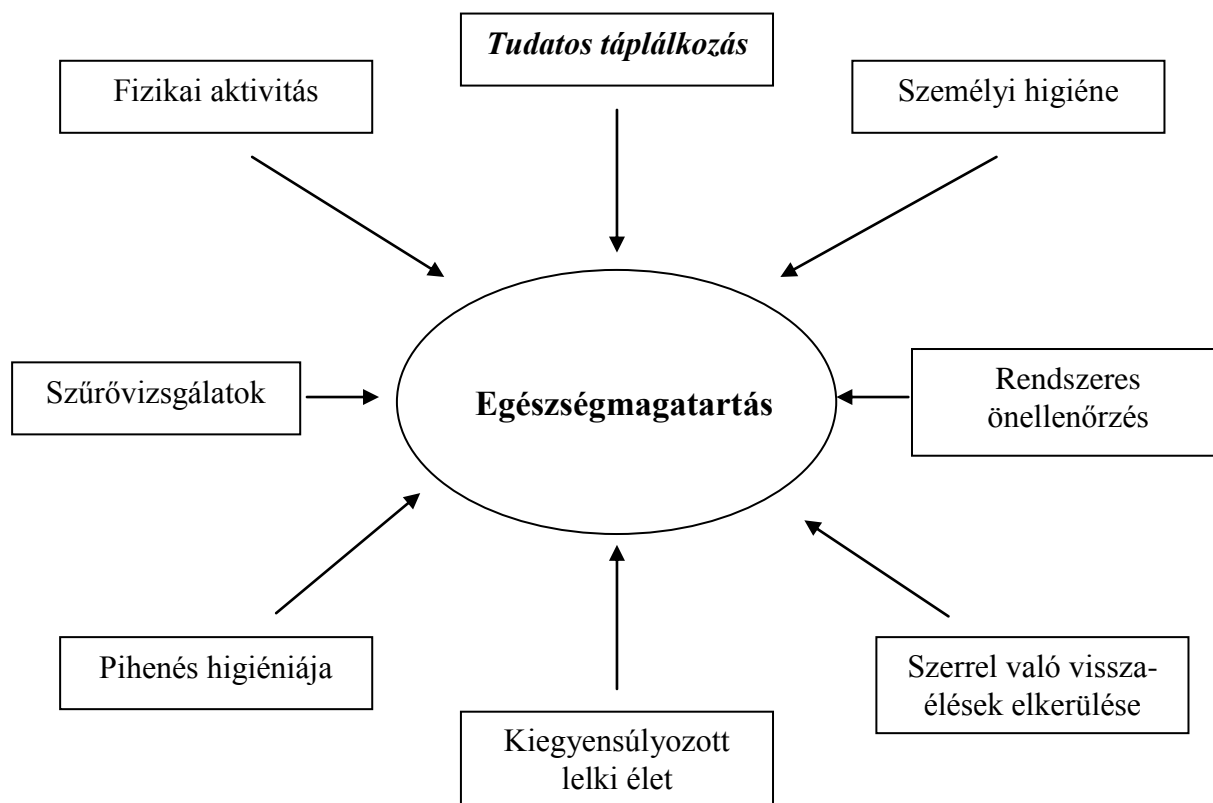 Tudatos táplálkozás
Fizikai aktivitás
Személyi higiéne
Szűrővizsgálatok
Egészségmagatartás
Rendszeres
önellenőrzés
Pihenés higiéniája
Szerrel való vissza-
élések elkerülése
Kiegyensúlyozott
lelki élet